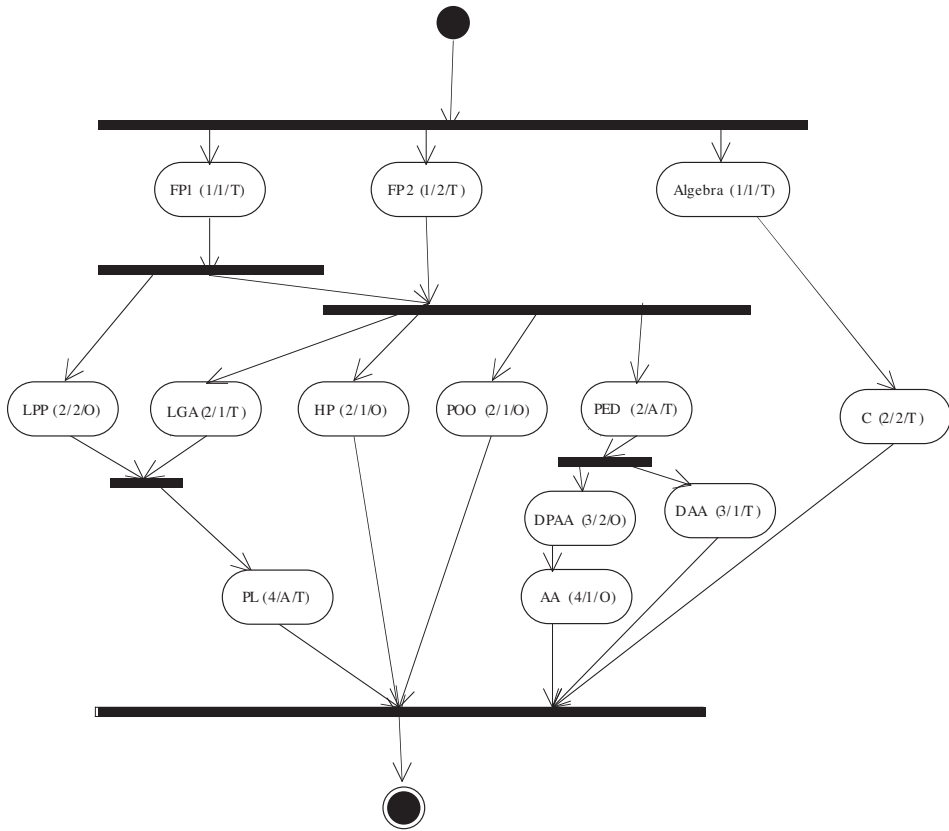 FP1 (1/1/T)
FP2 (1/2/T)
Algebra (1/1/T)
LPP (2/2/O)
LGA (2/1/T)
HP (2/1/O)
POO (2/1/O)
PED (2/A/T)
C (2/2/T)
DPAA (3/2/O)
DAA (3/1/T)
PL (4/A/T)
AA (4/1/O)